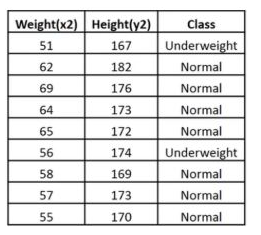 Weight(x2) Height(y2) Class
51 167 Underweight
62 182 Normal
69 176 Normal
64 173 Normal
65 172 Normal
56 174 Underweight
58 169 Normal
57 173 Normal
55 170 Normal